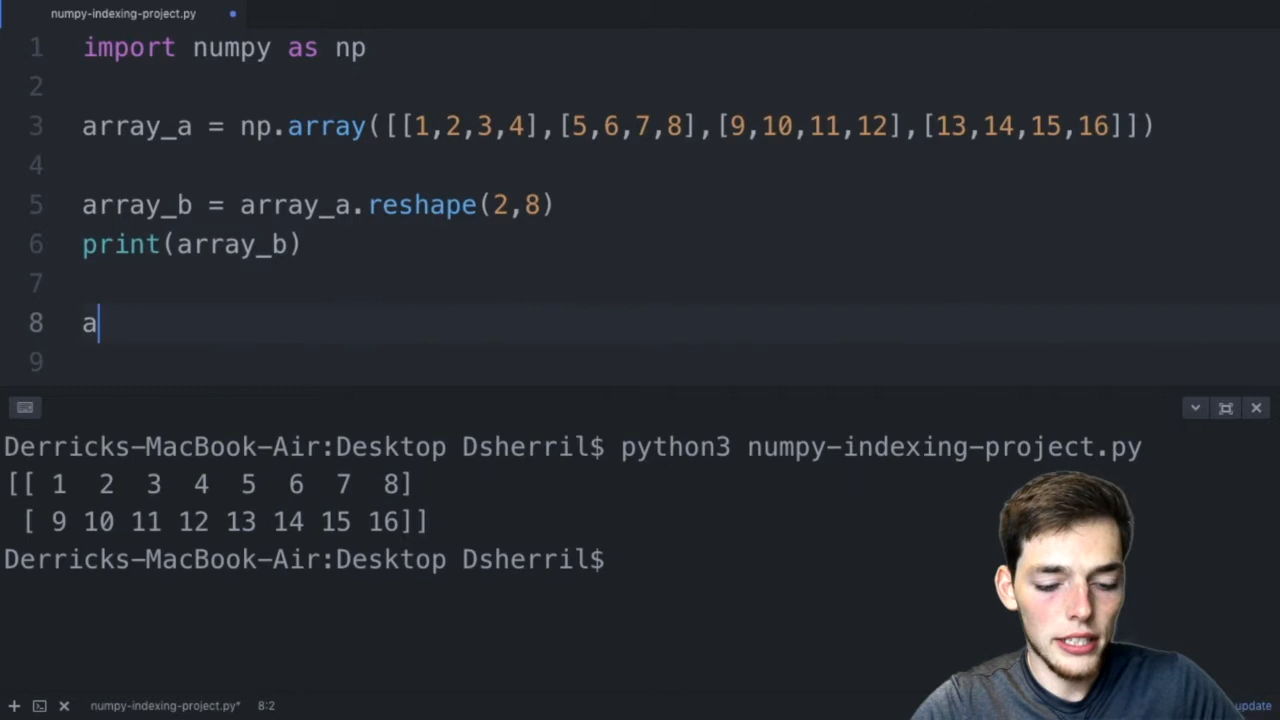 numpy-indexing-project.py
1 import numpy as np
2
3 array_a = np.array([[1,2,3,4],[5,6,7,8],[9,10,11,12],[13,14,15,16]])
4
5 array_b = array_a.reshape(2,8)
6 print(array_b)
7
8 a
9
Derricks-MacBook-Air:Desktop Dsherril$ python3 numpy-indexing-project.py
[[ 1 2 3 4 5 6 7 8]
[ 9 10 11 12 13 14 15 16]]
Derricks-MacBook-Air:Desktop Dsherril$
numpy-indexing-project.py* 8:2 update